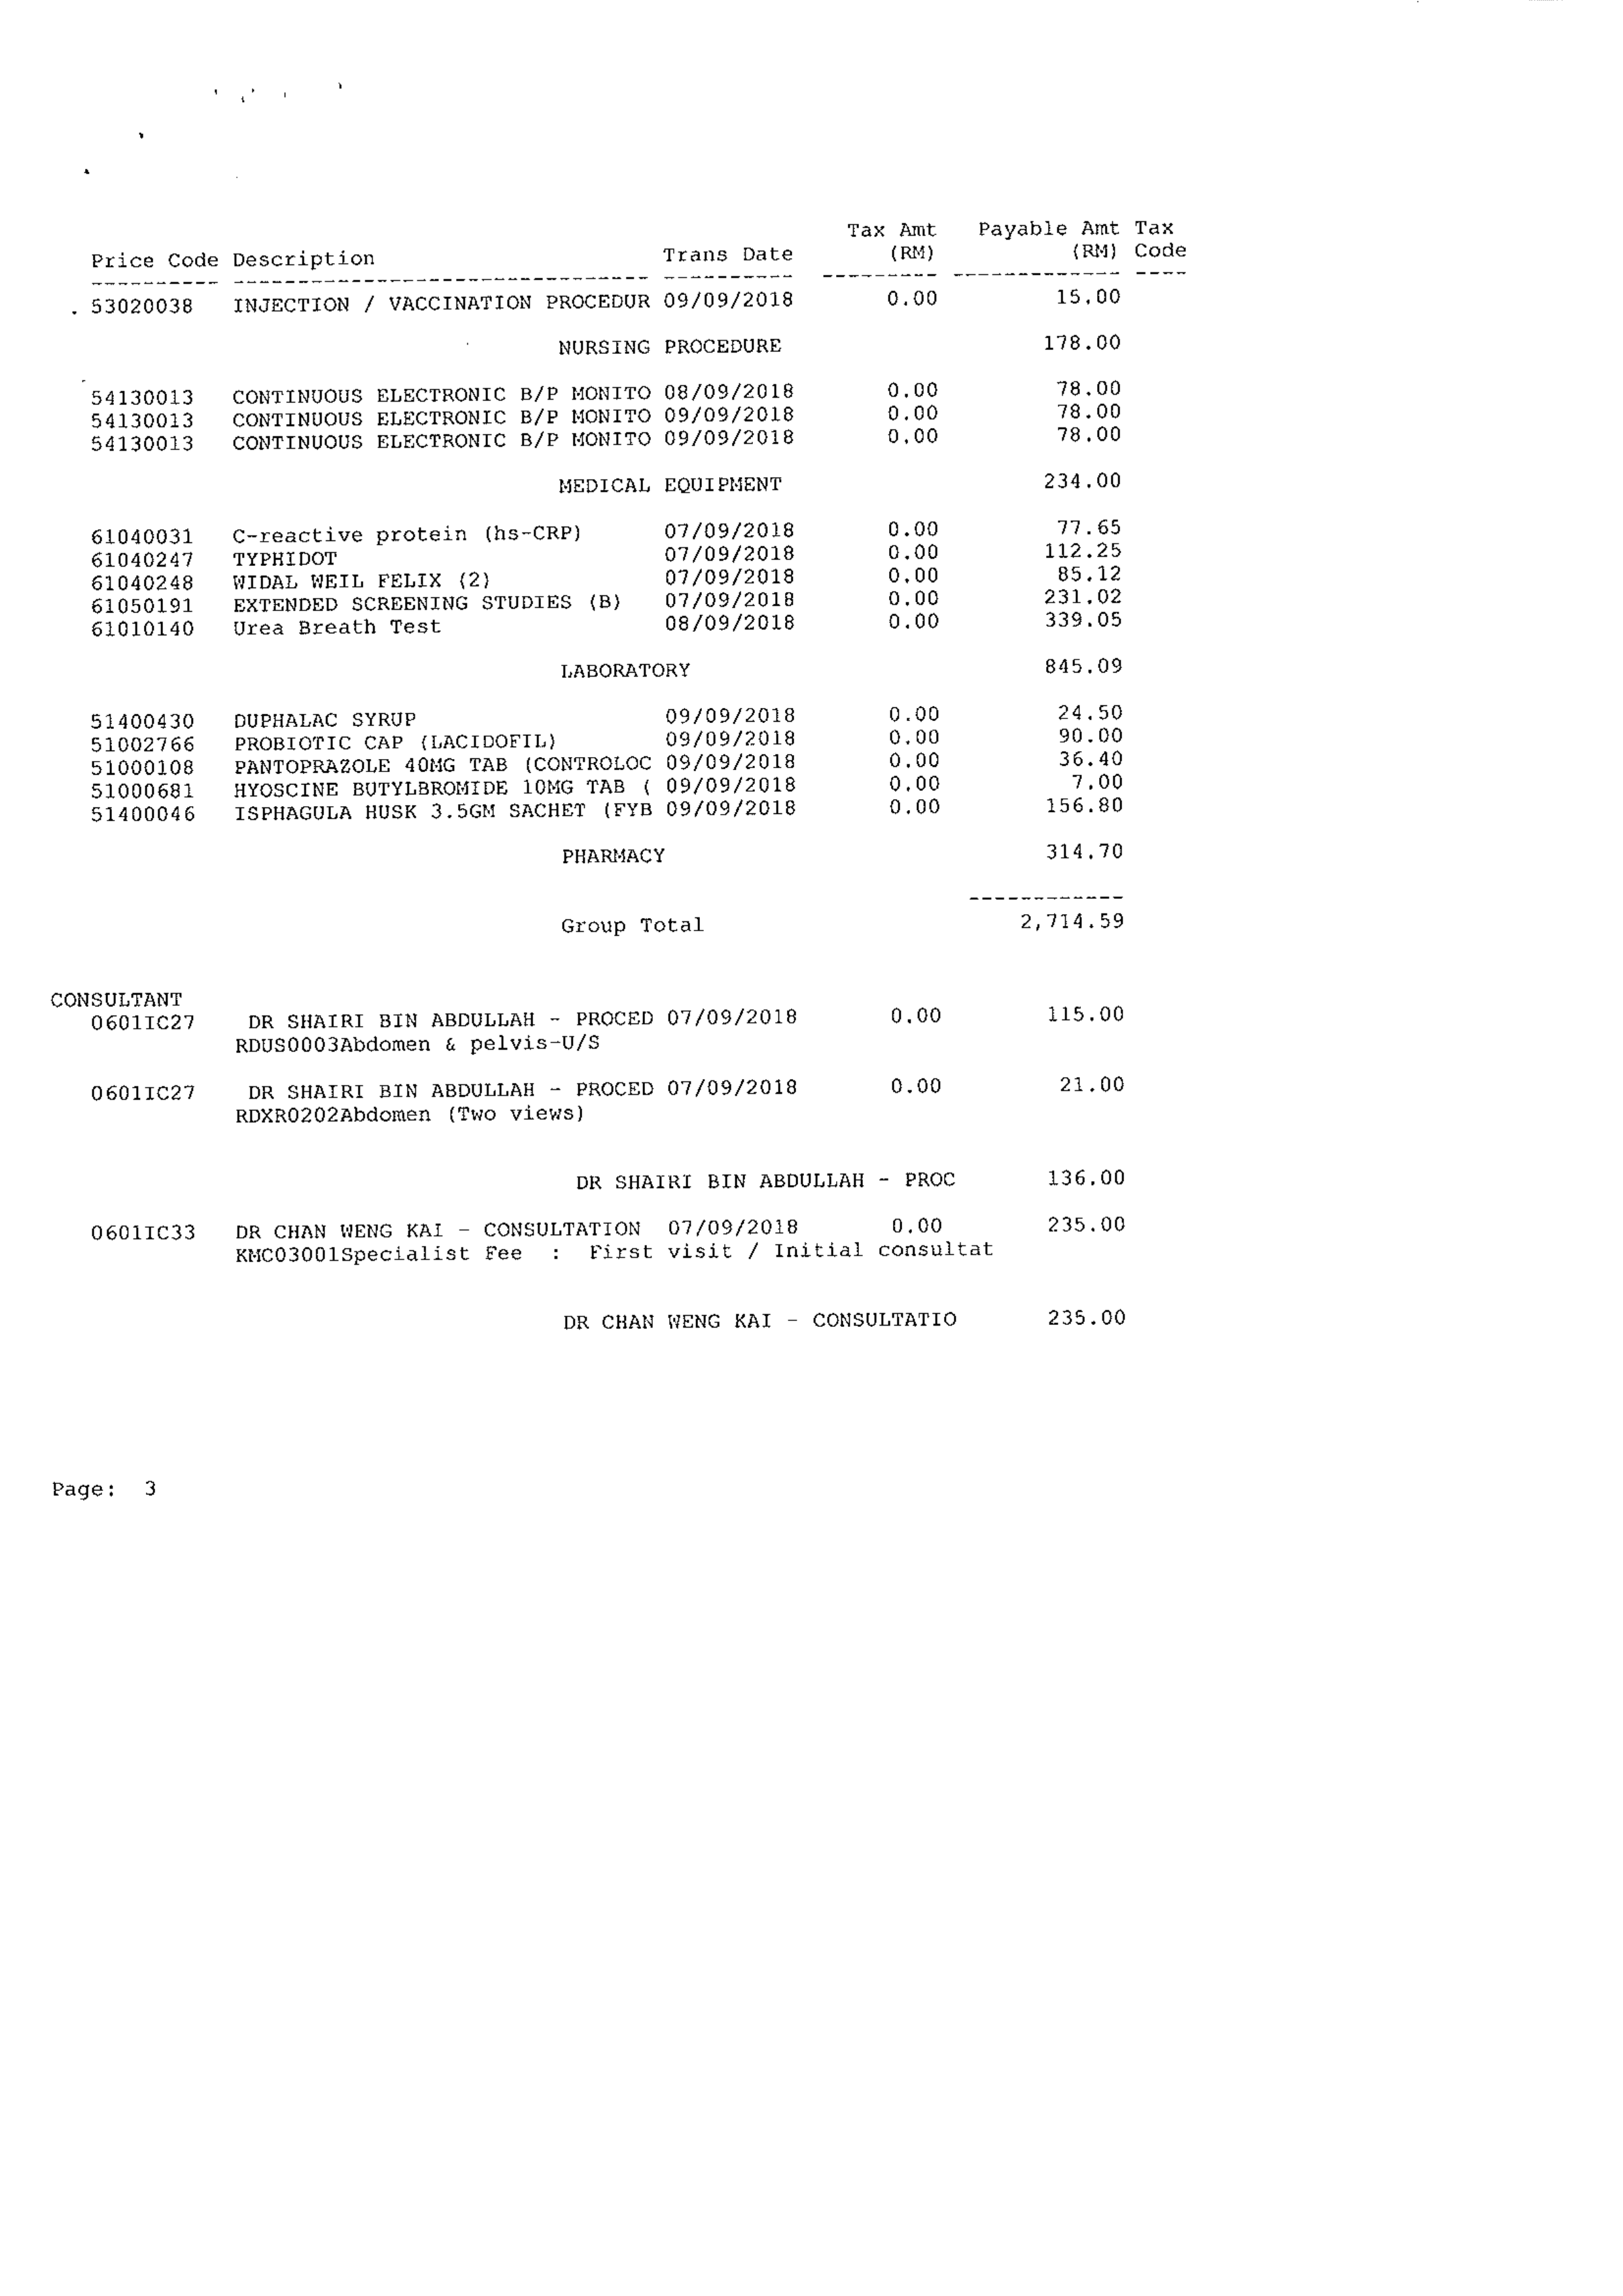 Tax Amt Payable Amt Tax
Price Code Description Trans Date (RM) (RM) Code
53020038 INJECTION / VACCINATION PROCEDUR 09/09/2018 0.00 15.00
NURSING PROCEDURE 178.00
54130013 CONTINUOUS ELECTRONIC B/P MONITO 08/09/2018 0.00 78.00
54130013 CONTINUOUS ELECTRONIC B/P MONITO 09/09/2018 0.00 78.00
54130013 CONTINUOUS ELECTRONIC B/P MONITO 09/09/2018 0.00 78.00
MEDICAL EQUIPMENT 234.00
61040031 C-reactive protein (hs-CRP) 07/09/2018 0.00 77.65
61040247 TYPHIDOT 07/09/2018 0.00 112.25
61040248 WIDAL WEIL FELIX (2) 07/09/2018 0.00 85.12
61050191 EXTENDED SCREENING STUDIES (B) 07/09/2018 0.00 231.02
61010140 Urea Breath Test 08/09/2018 0.00 339.05
LABORATORY 845.09
51400430 DUPHALAC SYRUP 09/09/2018 0.00 24.50
51002766 PROBIOTIC CAP (LACIDOFIL) 09/09/2018 0.00 90.00
51000108 PANTOPRAZOLE 40MG TAB (CONTROLOC 09/09/2018 0.00 36.40
51000681 HYOSCINE BUTYLBROMIDE 10MG TAB ( 09/09/2018 0.00 7.00
51400046 ISPHAGULA HUSK 3.5GM SACHET (FYB 09/09/2018 0.00 156.80
PHARMACY 314.70
Group Total 2,714.59
CONSULTANT
0601IC27 DR SHAIRI BIN ABDULLAH - PROCED 07/09/2018 0.00 115.00
RDUS0003Abdomen & pelvis-U/S
0601IC27 DR SHAIRI BIN ABDULLAH - PROCED 07/09/2018 0.00 21.00
RDXR0202Abdomen (Two views)
DR SHAIRI BIN ABDULLAH - PROC 136.00
0601IC33 DR CHAN WENG KAI - CONSULTATION 07/09/2018 0.00 235.00
KMC03001Specialist Fee : First visit / Initial consultat
DR CHAN WENG KAI - CONSULTATIO 235.00
Page: 3